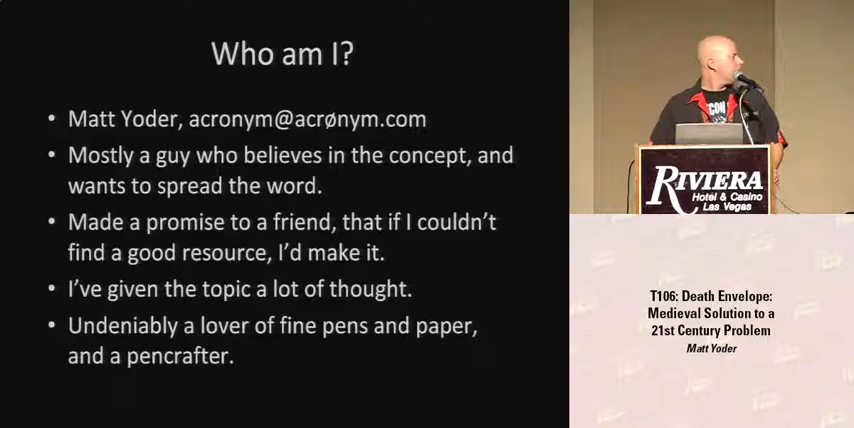 Who am I?
• Matt Yoder, acronym@acrønym.com
• Mostly a guy who believes in the concept, and
wants to spread the word.
• Made a promise to a friend, that if I couldn't
find a good resource, I'd make it.
• I've given the topic a lot of thought.
• Undeniably a lover of fine pens and paper,
and a pencrafter.
RIVIERA
Hotel & Casino
Las Vegas
T106: Death Envelope:
Medieval Solution to a
21st Century Problem
Matt Yoder